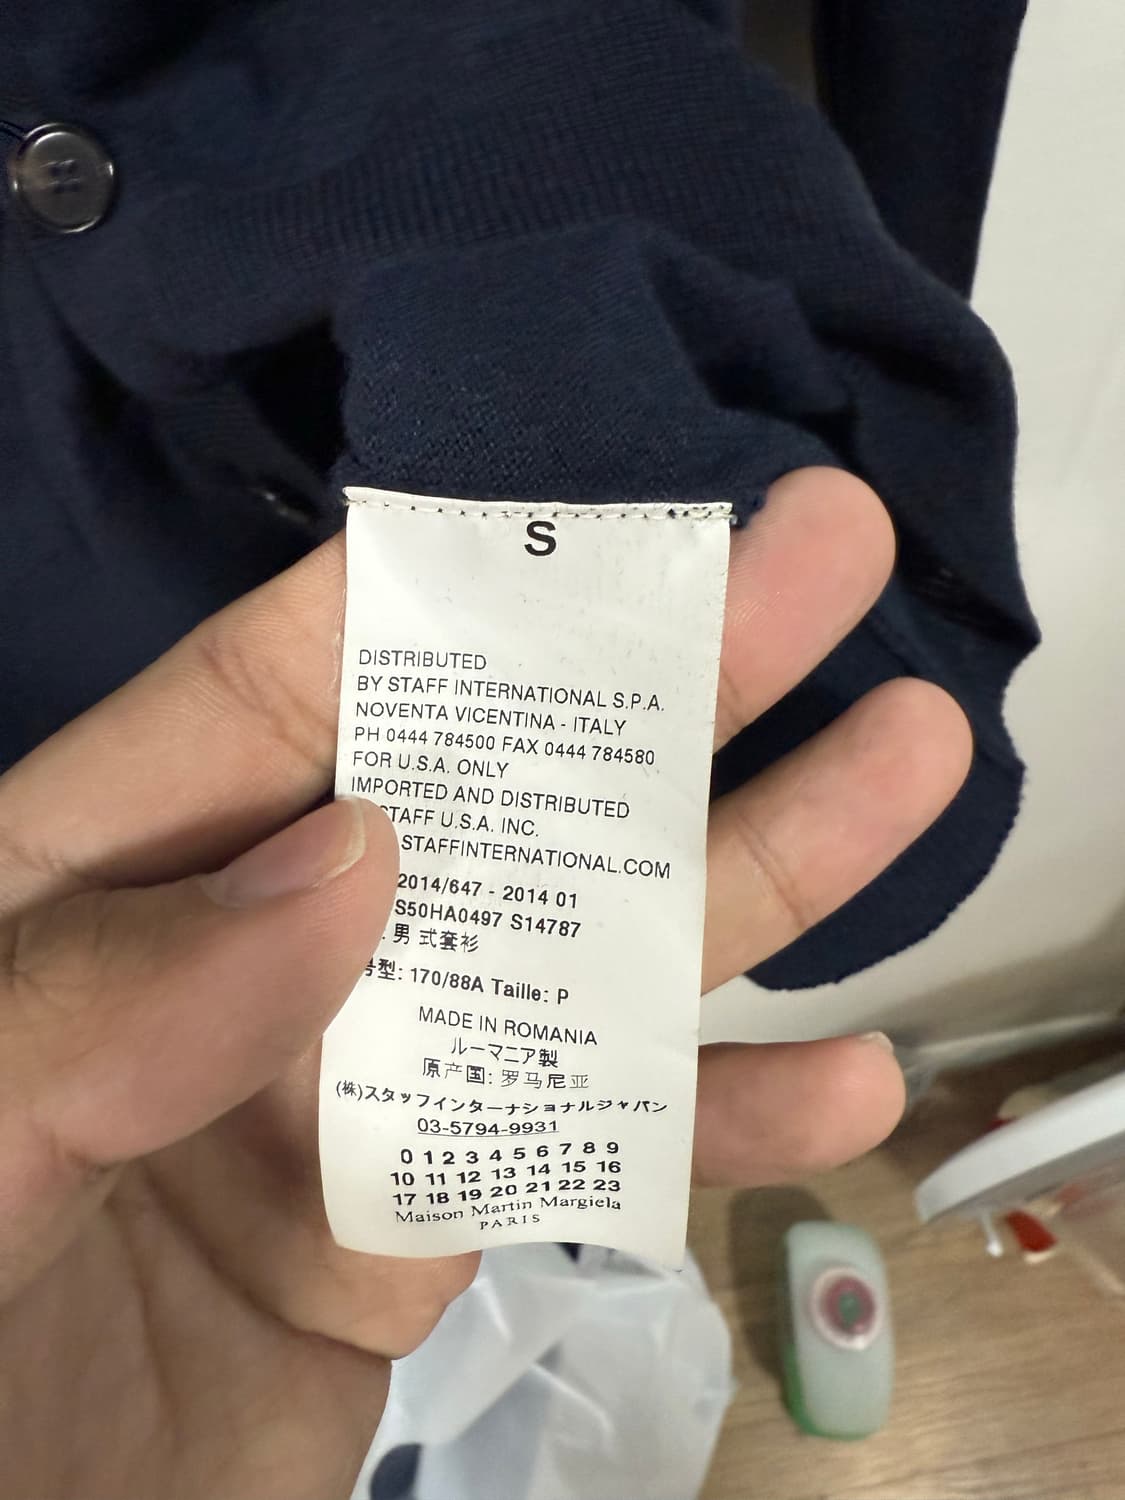 S
DISTRIBUTED
BY STAFF INTERNATIONAL S.P.A.
NOVENTA VICENTINA - ITALY
PH 0444 784500 FAX 0444 784580
FOR U.S.A. ONLY
IMPORTED AND DISTRIBUTED
STAFF U.S.A. INC.
STAFFINTERNATIONAL.COM
2014/647 - 2014 01
S50HA0497 S14787
: 男式套衫
号型: 170/88A Taille: P
MADE IN ROMANIA
ルーマニア製
原产国: 罗马尼亚
(株)スタッフインターナショナルジャパン
03-5794-9931
0 1 2 3 4 5 6 7 8 9
10 11 12 13 14 15 16
17 18 19 20 21 22 23
Maison Martin Margiela
PARIS